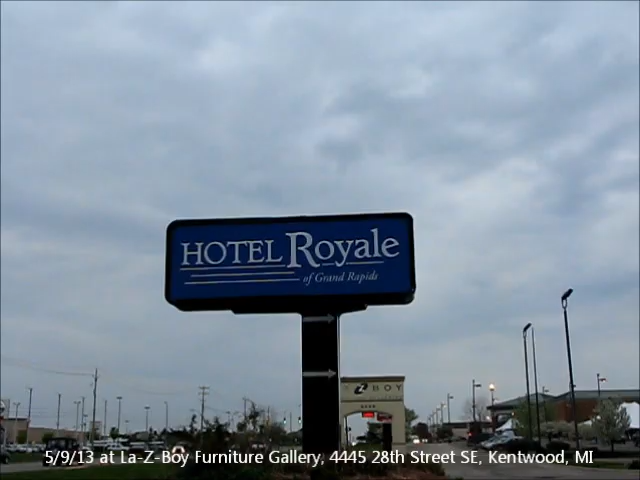 HOTEL Royale
of Grand Rapids
BOY
5/9/13 at La-Z-Boy Furniture Gallery, 4445 28th Street SE, Kentwood, MI